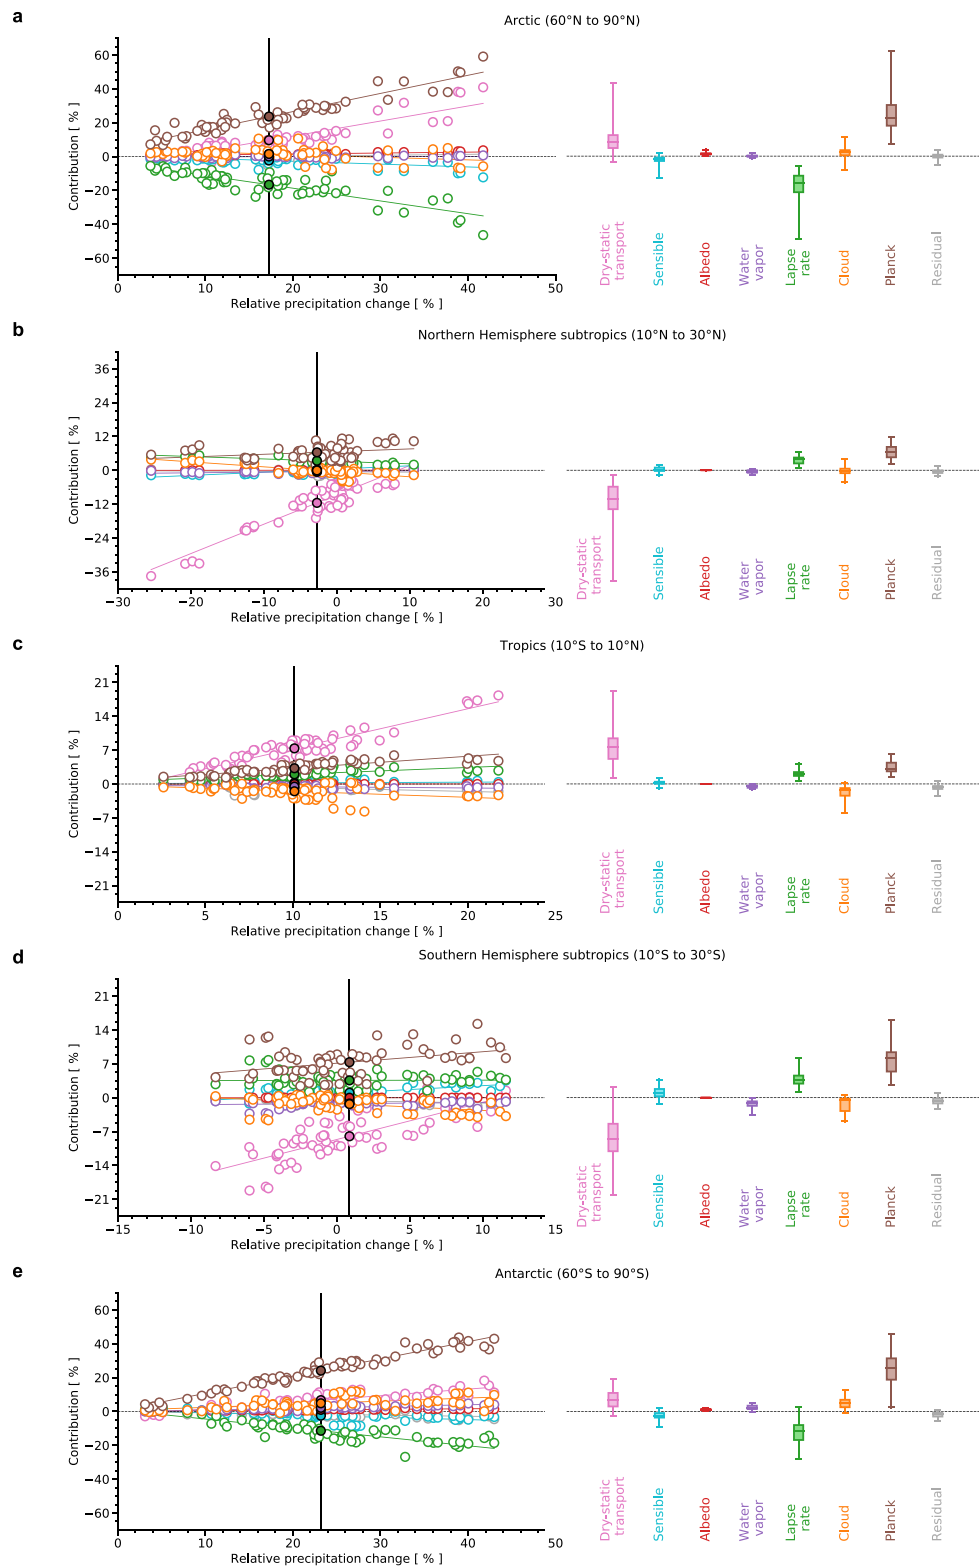 a
Arctic (60°N to 90°N)
Contribution [ % ]
60
40
20
0
−20
−40
−60
0
10
20
30
40
50
Relative precipitation change [ % ]
Dry-static
transport
Sensible
Albedo
Water
vapor
Lapse
rate
Cloud
Planck
Residual
b
Northern Hemisphere subtropics (10°N to 30°N)
Contribution [ % ]
36
24
12
0
−12
−24
−36
−30
−20
−10
0
10
20
30
Relative precipitation change [ % ]
Dry-static
transport
Sensible
Albedo
Water
vapor
Lapse
rate
Cloud
Planck
Residual
c
Tropics (10°S to 10°N)
Contribution [ % ]
21
14
7
0
−7
−14
−21
0
5
10
15
20
25
Relative precipitation change [ % ]
Dry-static
transport
Sensible
Albedo
Water
vapor
Lapse
rate
Cloud
Planck
Residual
d
Southern Hemisphere subtropics (10°S to 30°S)
Contribution [ % ]
21
14
7
0
−7
−14
−21
−15
−10
−5
0
5
10
15
Relative precipitation change [ % ]
Dry-static
transport
Sensible
Albedo
Water
vapor
Lapse
rate
Cloud
Planck
Residual
e
Antarctic (60°S to 90°S)
Contribution [ % ]
60
40
20
0
−20
−40
−60
0
10
20
30
40
50
Relative precipitation change [ % ]
Dry-static
transport
Sensible
Albedo
Water
vapor
Lapse
rate
Cloud
Planck
Residual